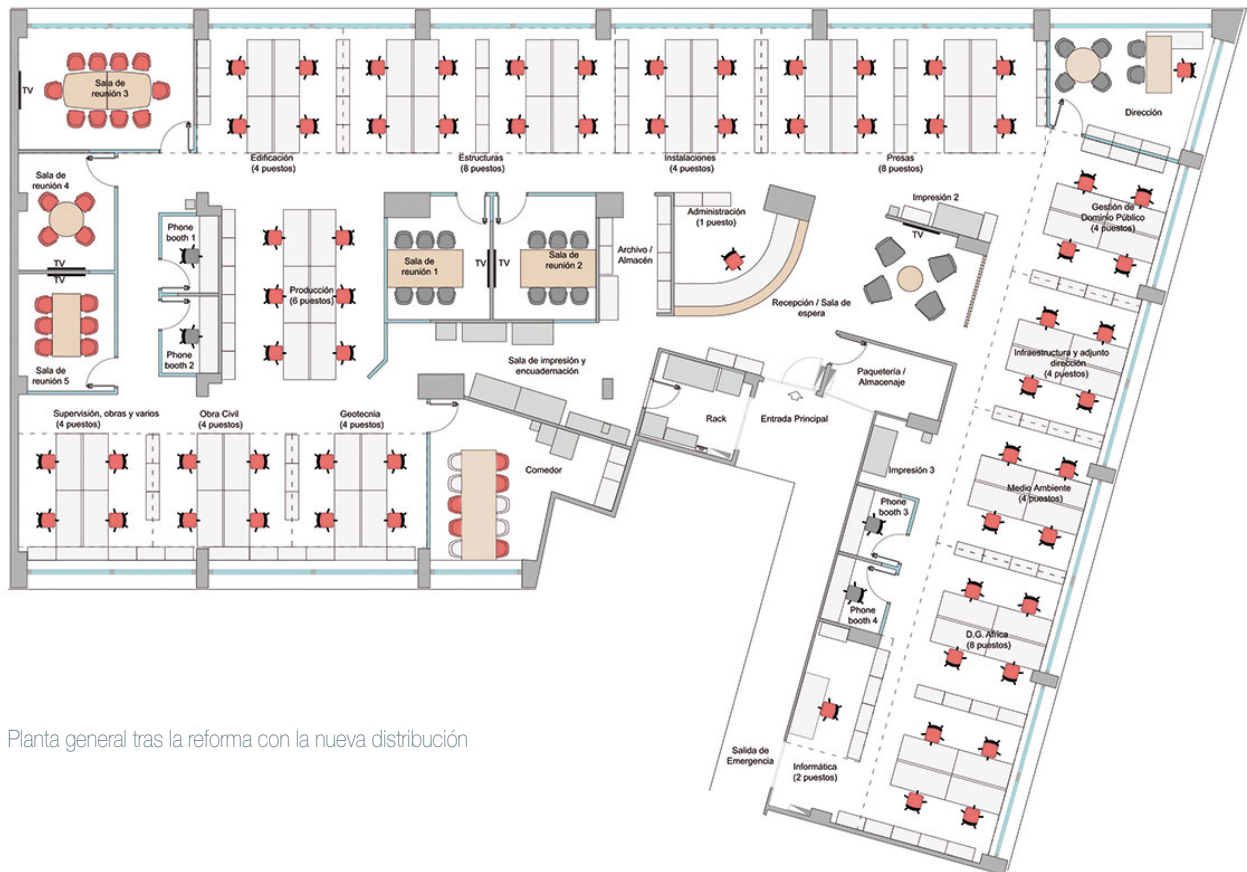 Sala de
reunión 3
TV
Dirección
Edificación
(4 puestos)
Estructuras
(8 puestos)
Instalaciones
(4 puestos)
Presas
(8 puestos)
Sala de
reunión 4
TV
TV
Sala de
reunión 5
Phone
booth 1
Phone
booth 2
Producción
(6 puestos)
Sala de
reunión 1
TV
TV
Sala de
reunión 2
Archivo /
Almacén
Administración
(1 puesto)
Impresión 2
TV
Gestión de
Dominio Público
(4 puestos)
Recepción / Sala de
espera
Infraestructura y adjunto
dirección
(4 puestos)
Sala de impresión y
encuadernación
Paquetería /
Almacenaje
Supervisión, obras y varios
(4 puestos)
Obra Civil
(4 puestos)
Geotecnia
(4 puestos)
Rack
Entrada Principal
Comedor
Impresión 3
Medio Ambiente
(4 puestos)
Phone
booth 3
Phone
booth 4
D.G. Africa
(8 puestos)
Planta general tras la reforma con la nueva distribución
Salida de
Emergencia
Informática
(2 puestos)